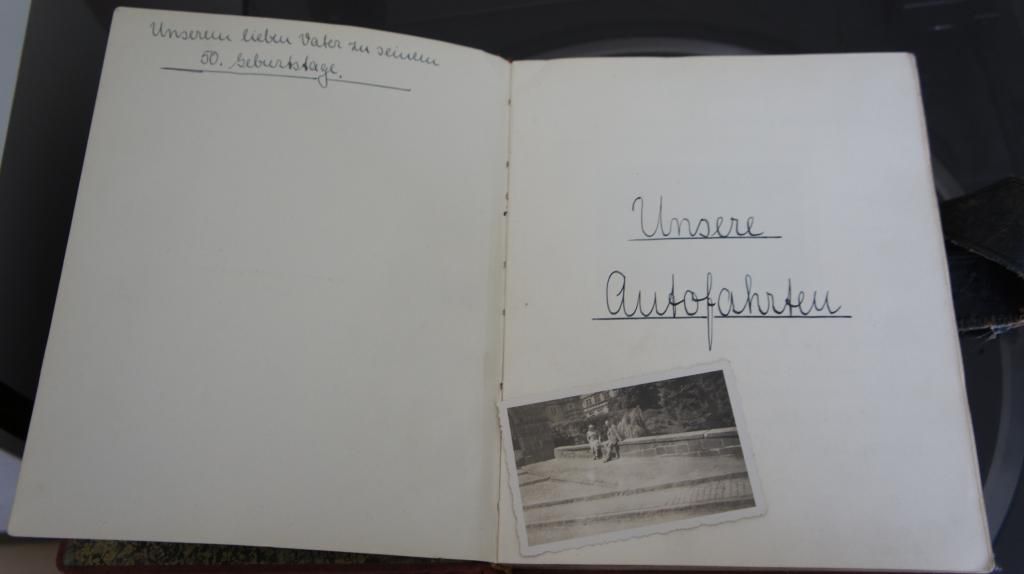 Unserem lieben Vater zu seinem
50. Geburtstage.
Unsere
Autofahrten